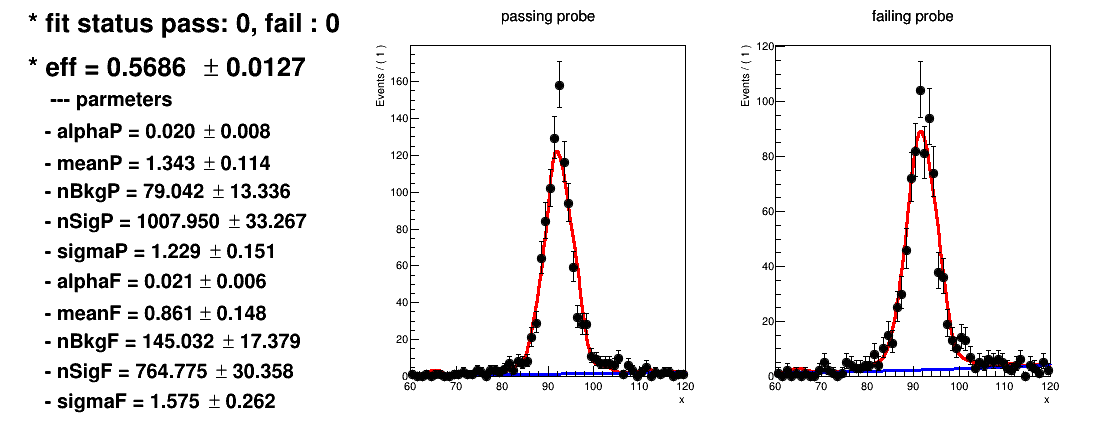 * fit status pass: 0, fail : 0
* eff = 0.5686 ± 0.0127
--- parmeters
- alphaP = 0.020 ± 0.008
- meanP = 1.343 ± 0.114
- nBkgP = 79.042 ± 13.336
- nSigP = 1007.950 ± 33.267
- sigmaP = 1.229 ± 0.151
- alphaF = 0.021 ± 0.006
- meanF = 0.861 ± 0.148
- nBkgF = 145.032 ± 17.379
- nSigF = 764.775 ± 30.358
- sigmaF = 1.575 ± 0.262
passing probe
Events / ( 1 )
160
140
120
100
80
60
40
20
0
60 70 80 90 100 110 120
x
failing probe
Events / ( 1 )
120
100
80
60
40
20
0
60 70 80 90 100 110 120
x